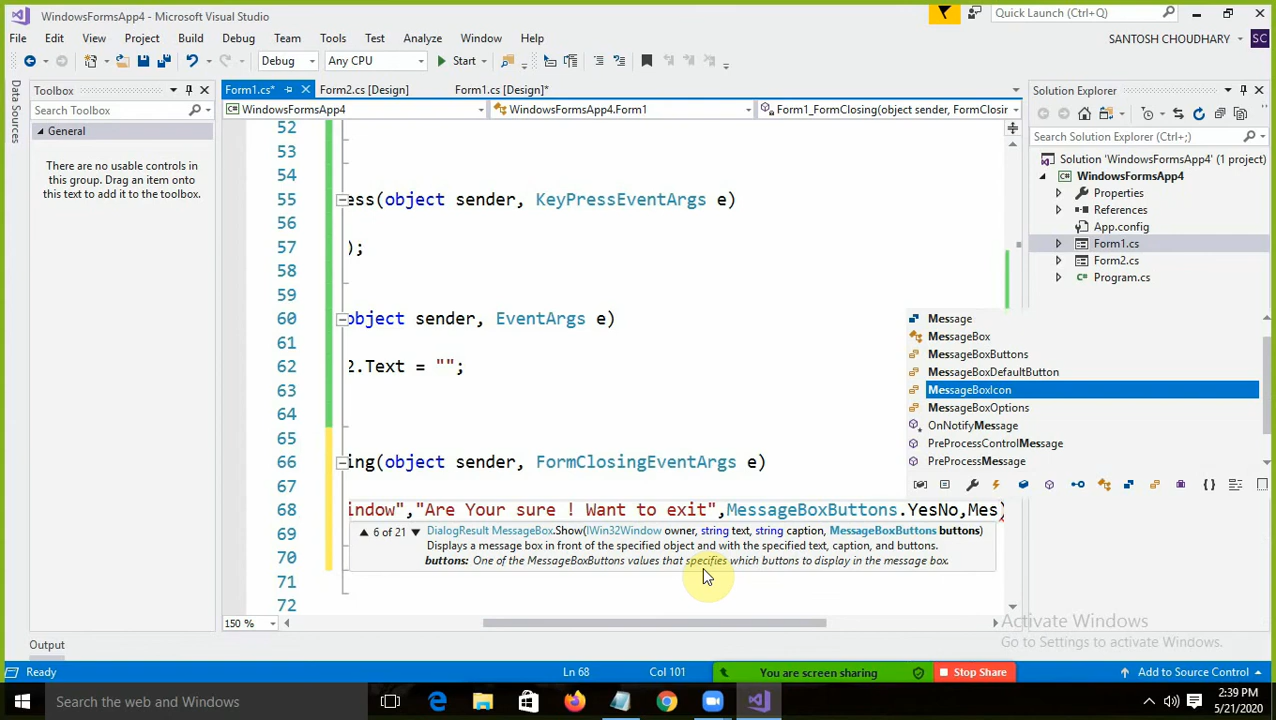 WindowsFormsApp4 - Microsoft Visual Studio
Quick Launch (Ctrl+Q)
File Edit View Project Build Debug Team Tools Test Analyze Window Help
SANTOSH CHOUDHARY SC
Debug Any CPU Start
Data Sources
Toolbox
Search Toolbox
General
There are no usable controls in
this group. Drag an item onto
this text to add it to the toolbox.
Form1.cs* Form2.cs [Design] Form1.cs [Design]*
WindowsFormsApp4 WindowsFormsApp4.Form1 Form1_FormClosing(object sender, FormClosir
52
53
54
55 ess(object sender, KeyPressEventArgs e)
56
57 );
58
59
60 object sender, EventArgs e)
61
62 2.Text = "";
63
64
65
66 ing(object sender, FormClosingEventArgs e)
67
68 indow","Are Your sure ! Want to exit",MessageBoxButtons.YesNo,Mes)
69
70
71
72
6 of 21 DialogResult MessageBox.Show(IWin32Window owner, string text, string caption, MessageBoxButtons buttons)
Displays a message box in front of the specified object and with the specified text, caption, and buttons.
buttons: One of the MessageBoxButtons values that specifies which buttons to display in the message box.
Message
MessageBox
MessageBoxButtons
MessageBoxDefaultButton
MessageBoxIcon
MessageBoxOptions
OnNotifyMessage
PreProcessControlMessage
PreProcessMessage
Solution Explorer
Search Solution Explorer (Ctrl+;)
Solution 'WindowsFormsApp4' (1 project)
WindowsFormsApp4
Properties
References
App.config
Form1.cs
Form2.cs
Program.cs
150 %
Activate Windows
Go to Settings to activate Windows.
Output
Ready Ln 68 Col 101 You are screen sharing Stop Share Add to Source Control
Search the web and Windows
2:39 PM
5/21/2020